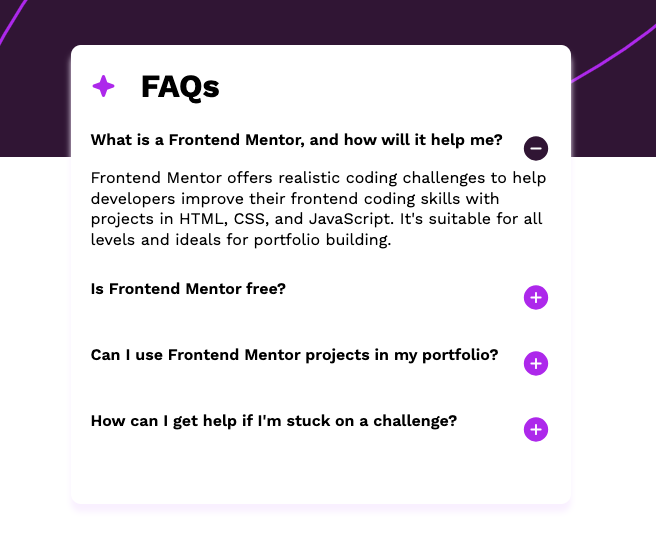 FAQs
What is a Frontend Mentor, and how will it help me?
Frontend Mentor offers realistic coding challenges to help
developers improve their frontend coding skills with
projects in HTML, CSS, and JavaScript. It's suitable for all
levels and ideals for portfolio building.
Is Frontend Mentor free?
Can I use Frontend Mentor projects in my portfolio?
How can I get help if I'm stuck on a challenge?